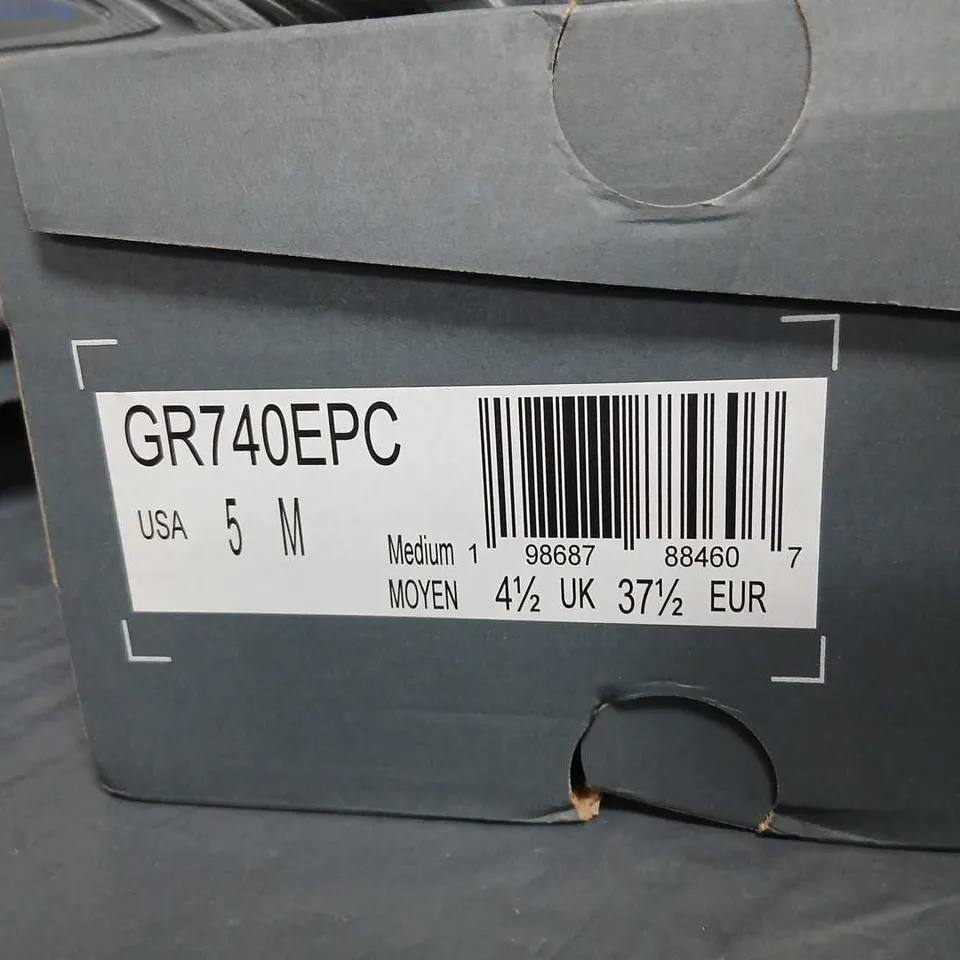 GR740EPC
USA 5 M
Medium 1 98687 88460 7
MOYEN 4½ UK 37½ EUR